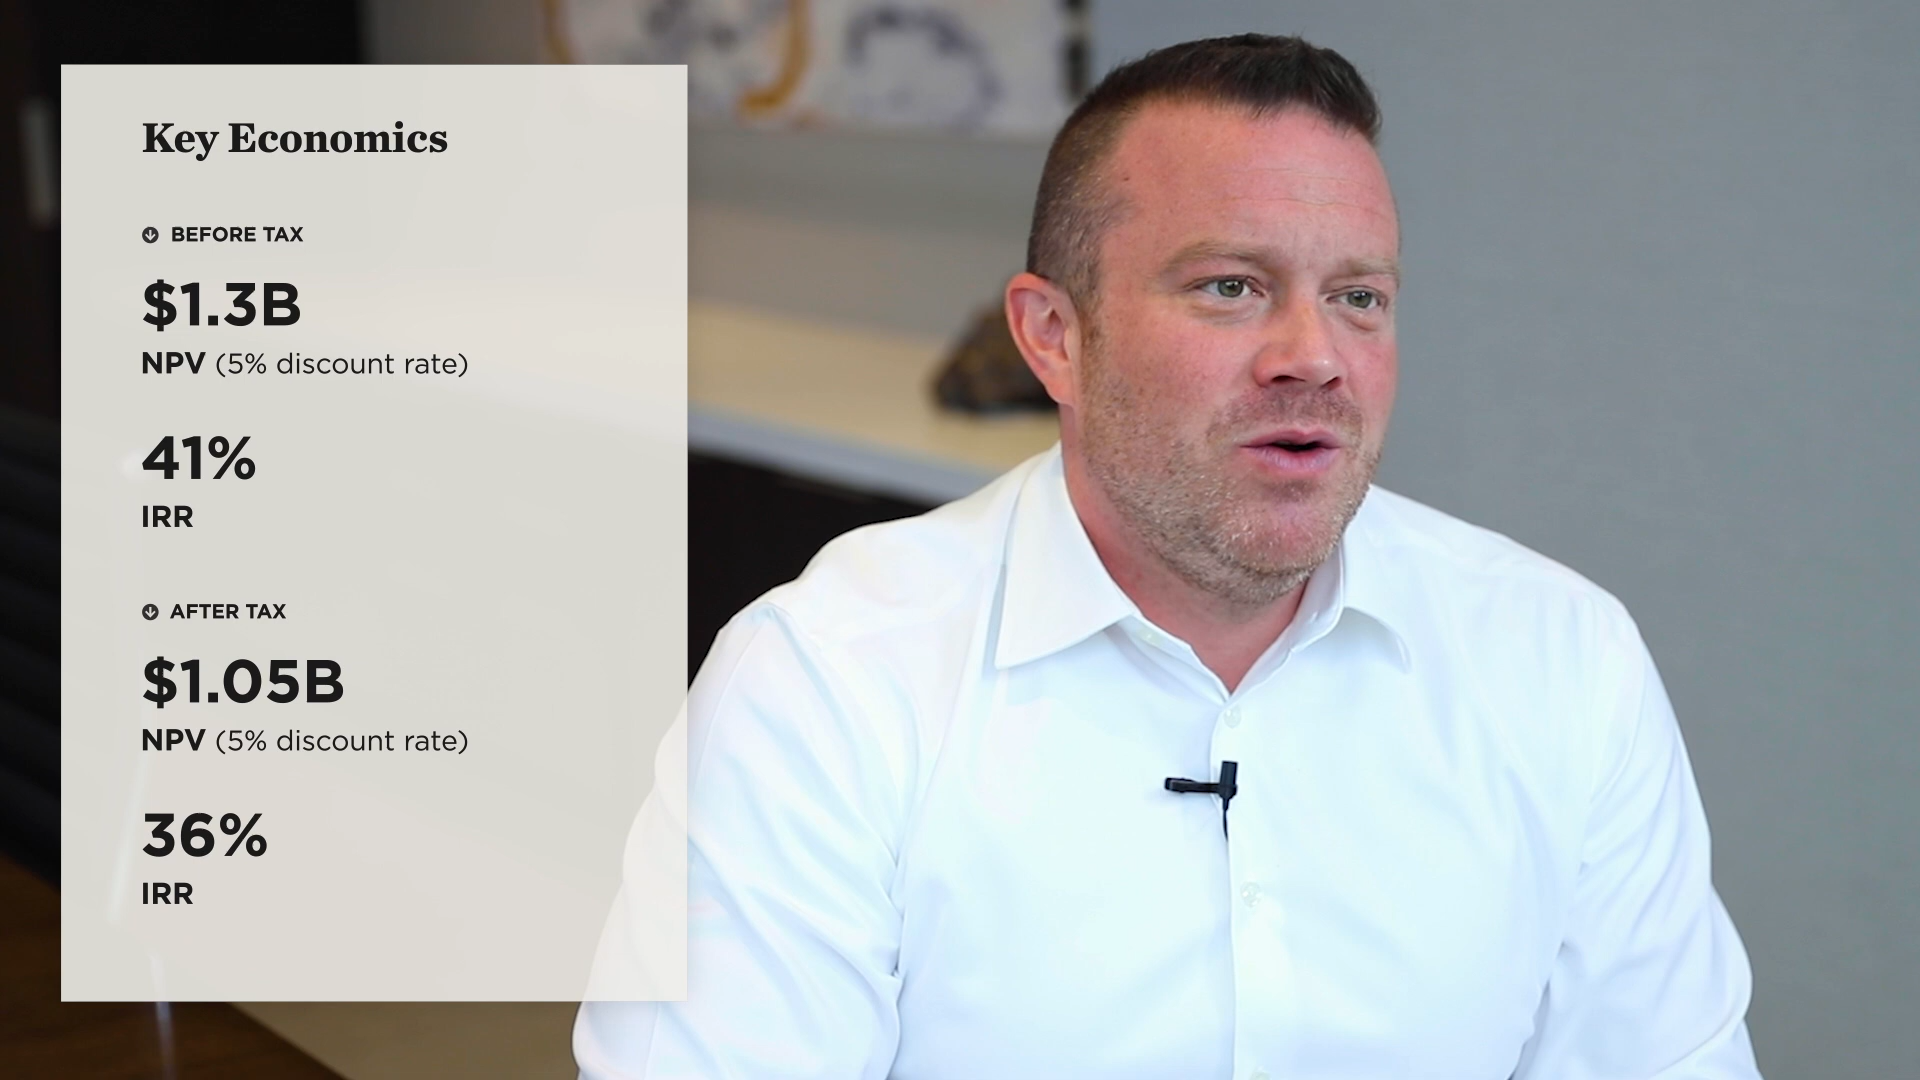 Key Economics
BEFORE TAX
$1.3B
NPV (5% discount rate)
41%
IRR
AFTER TAX
$1.05B
NPV (5% discount rate)
36%
IRR